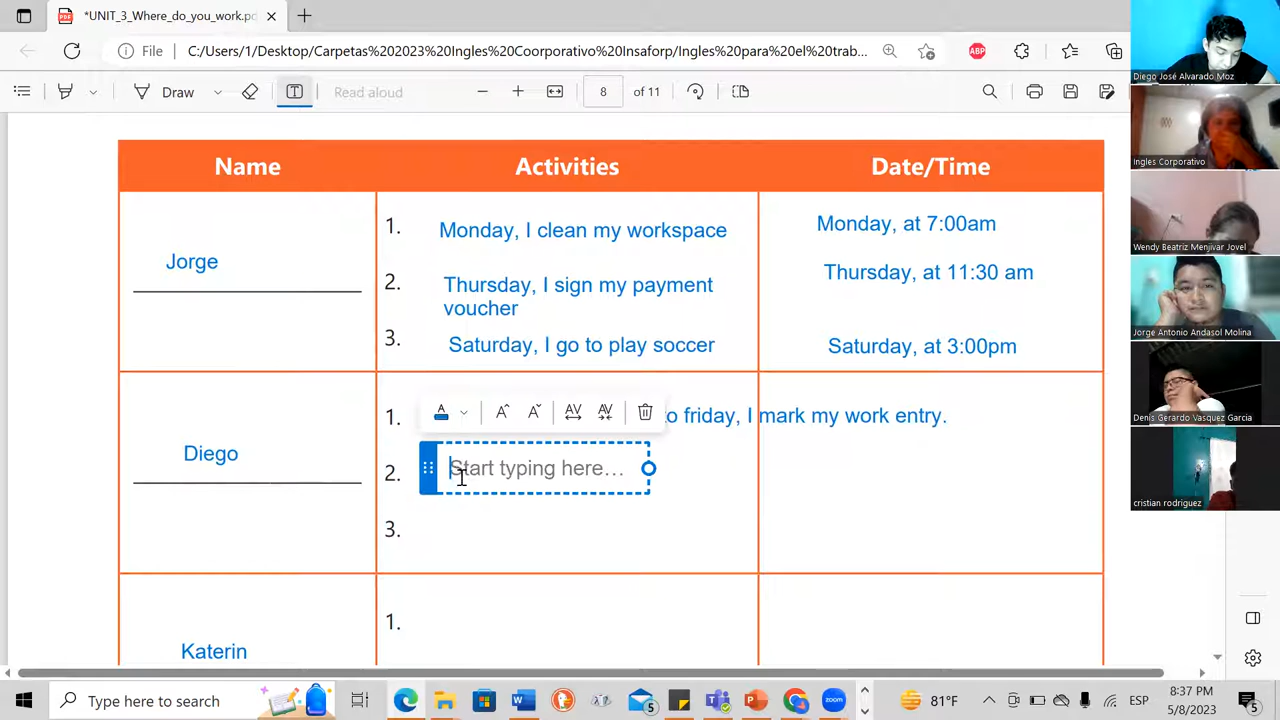 *UNIT_3_Where_do_you_work.pd
File C:/Users/1/Desktop/Carpetas%202023%20Ingles%20Coorporativo%20Insaforp/Ingles%20para%20el%20trab...
ABP
Draw
Read aloud
8 of 11
Name Activities Date/Time
Jorge
1. Monday, I clean my workspace Monday, at 7:00am
2. Thursday, I sign my payment voucher Thursday, at 11:30 am
3. Saturday, I go to play soccer Saturday, at 3:00pm
Diego
1. to friday, I mark my work entry.
2. Start typing here...
3.
Katerin
1.
Diego José Alvarado Moz
Ingles Corporativo
Wendy Beatriz Menjivar Jovel
Jorge Antonio Andasol Molina
Denis Gerardo Vasquez Garcia
cristian rodriguez
Type here to search
5
81°F
ESP
8:37 PM
5/8/2023
5